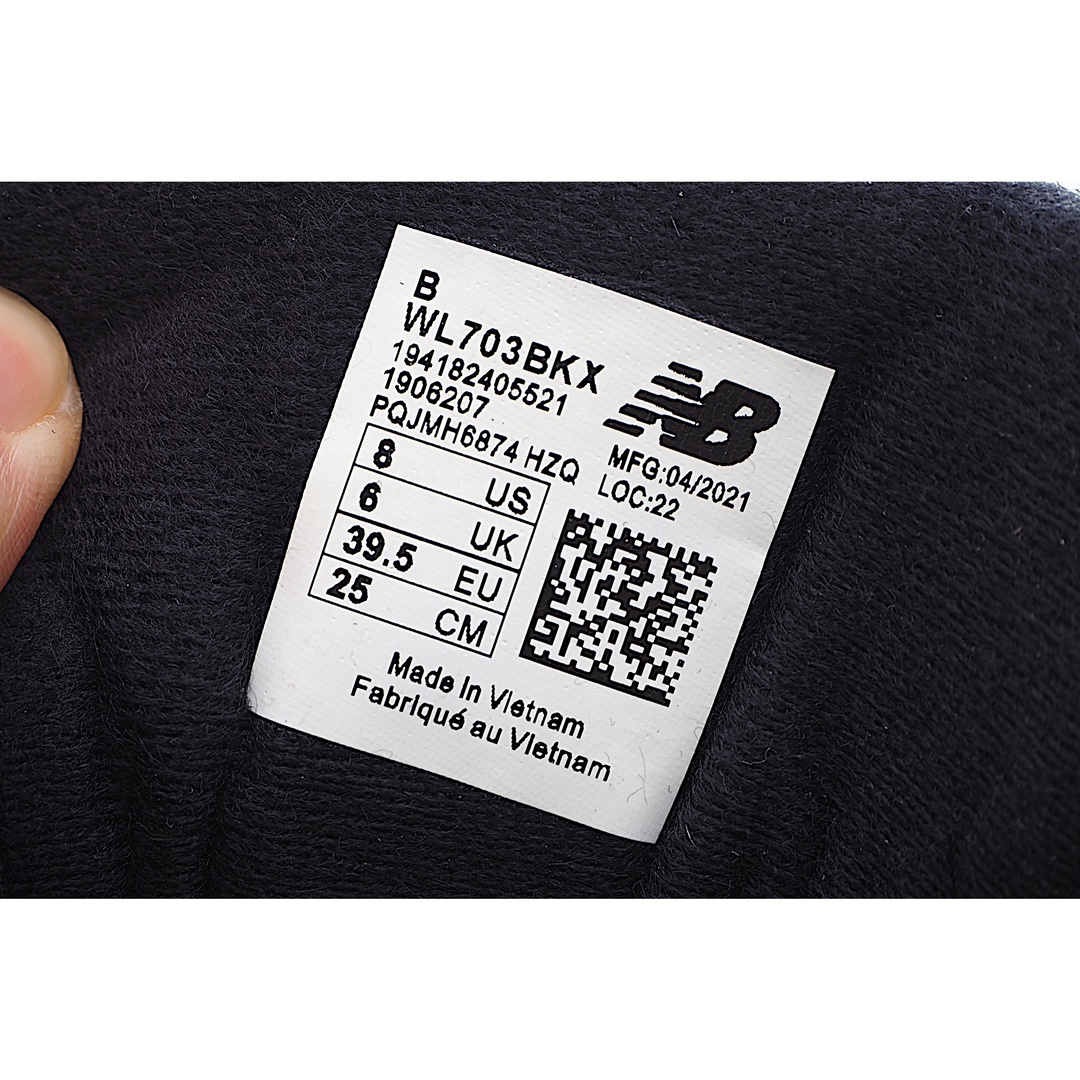 B
WL703BKX
194182405521
1906207
PQJMH6874 HZQ
NB
MFG:04/2021
LOC:22
8 US
6 UK
39.5 EU
25 CM
Made In Vietnam
Fabriqué au Vietnam